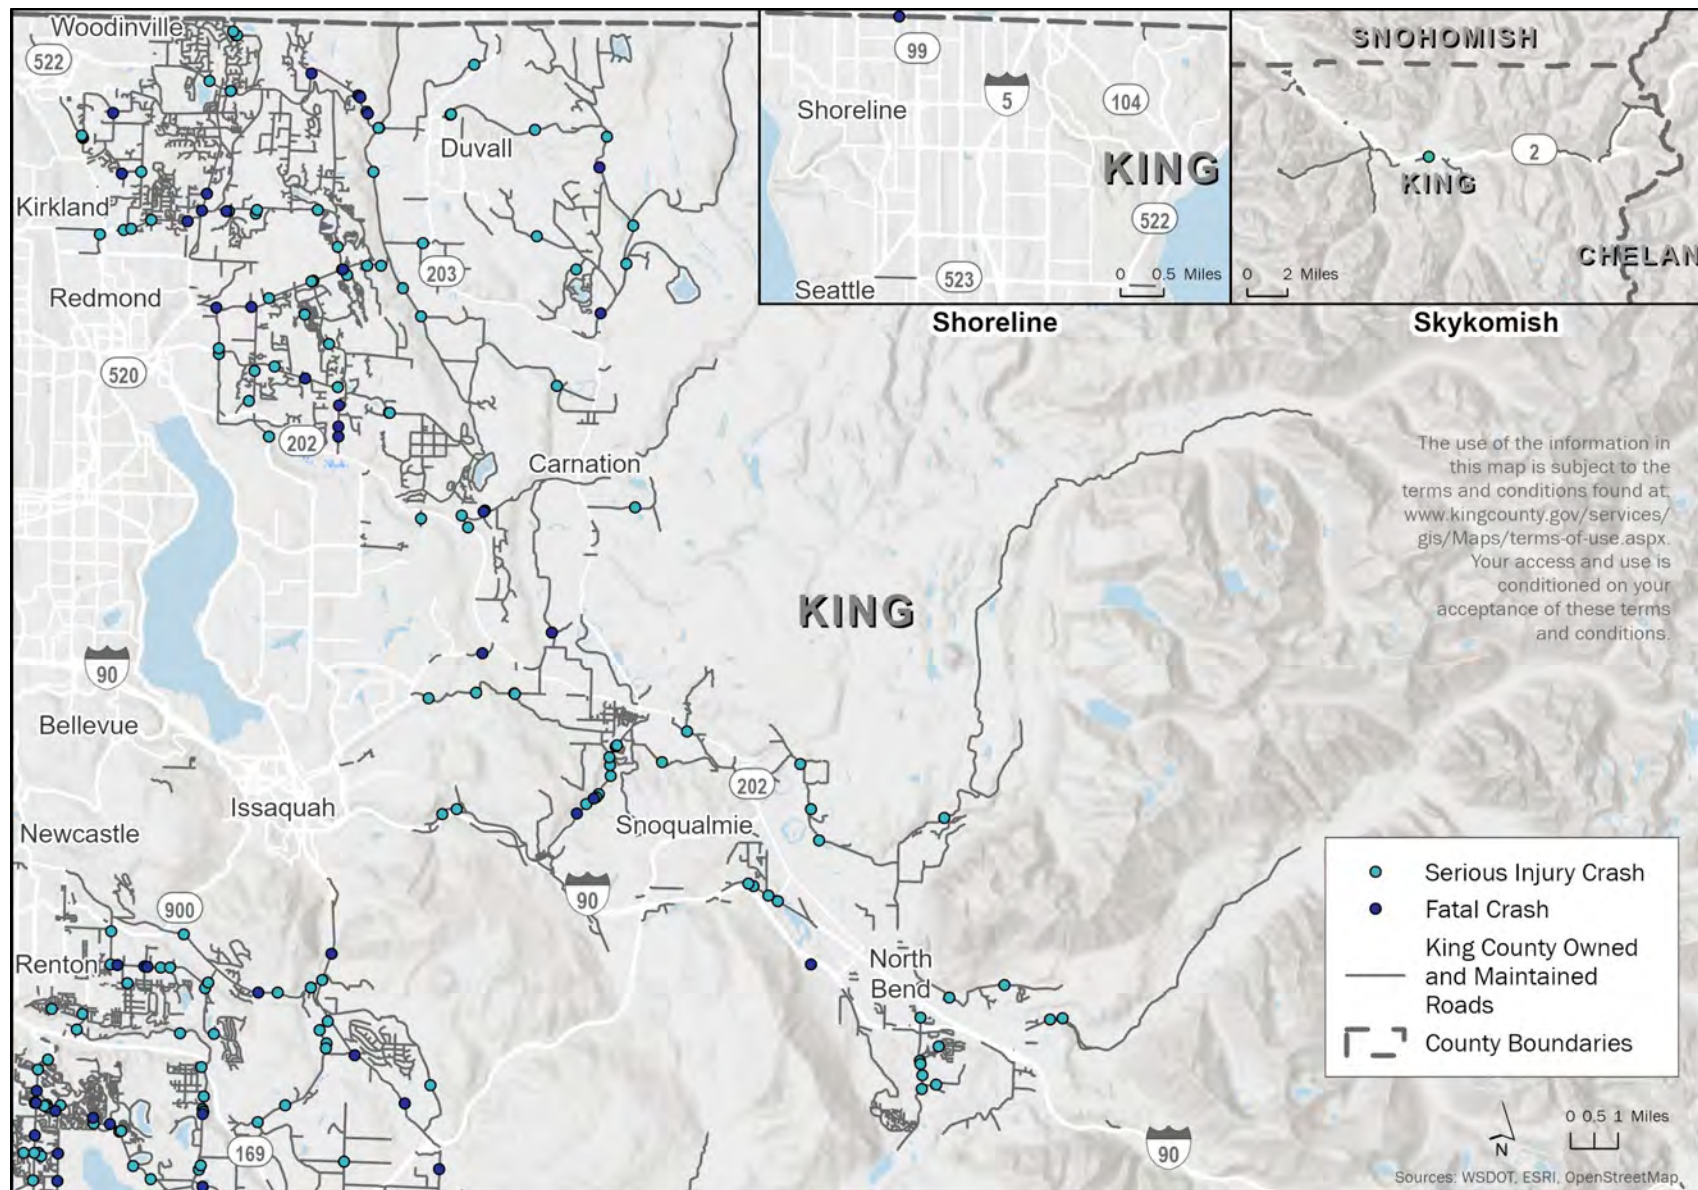 Woodinville
522
Kirkland
Redmond
520
202
Duvall
203
Carnation
99
5
104
Shoreline
KING
522
523
Seattle
0 0.5 Miles
Shoreline
SNOHOMISH
2
KING
CHELAN
0 2 Miles
Skykomish
The use of the information in
this map is subject to the
terms and conditions found at:
www.kingcounty.gov/services/
gis/Maps/terms-of-use.aspx.
Your access and use is
conditioned on your
acceptance of these terms
and conditions.
KING
90
Bellevue
Issaquah
Newcastle
202
Snoqualmie
90
900
Renton
North
Bend
169
90
Serious Injury Crash
Fatal Crash
King County Owned
and Maintained
Roads
County Boundaries
N
0 0.5 1 Miles
Sources: WSDOT, ESRI, OpenStreetMap